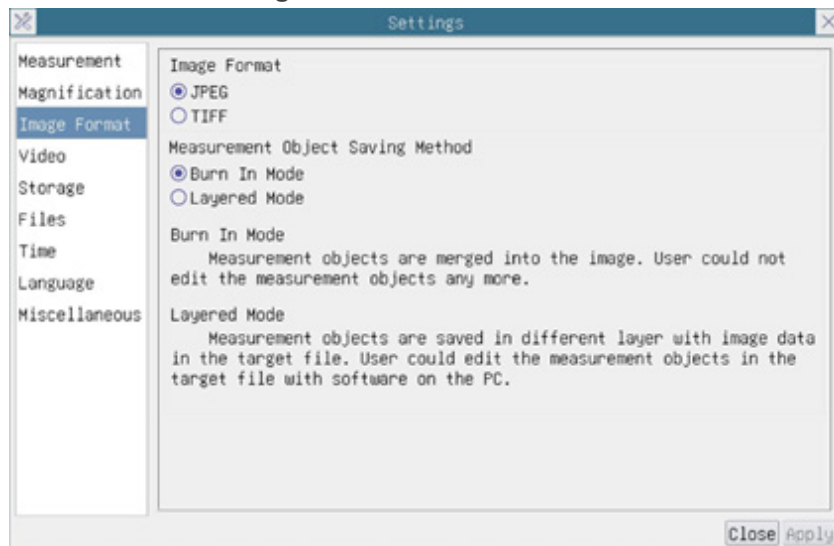 Settings
Measurement
Magnification
Image Format
Video
Storage
Files
Time
Language
Miscellaneous
Image Format
JPEG
TIFF
Measurement Object Saving Method
Burn In Mode
Layered Mode
Burn In Mode
Measurement objects are merged into the image. User could not
edit the measurement objects any more.
Layered Mode
Measurement objects are saved in different layer with image data
in the target file. User could edit the measurement objects in the
target file with software on the PC.
Close Apply